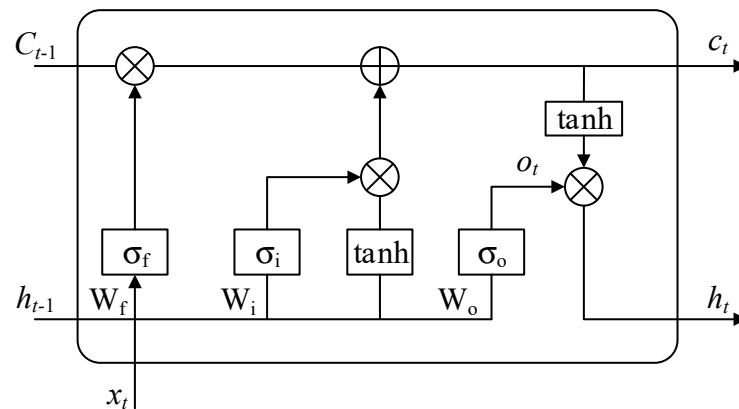 C_{t-1} c_t
tanh
o_t
σ_f σ_i tanh σ_o
h_{t-1} W_f W_i W_o h_t
x_t